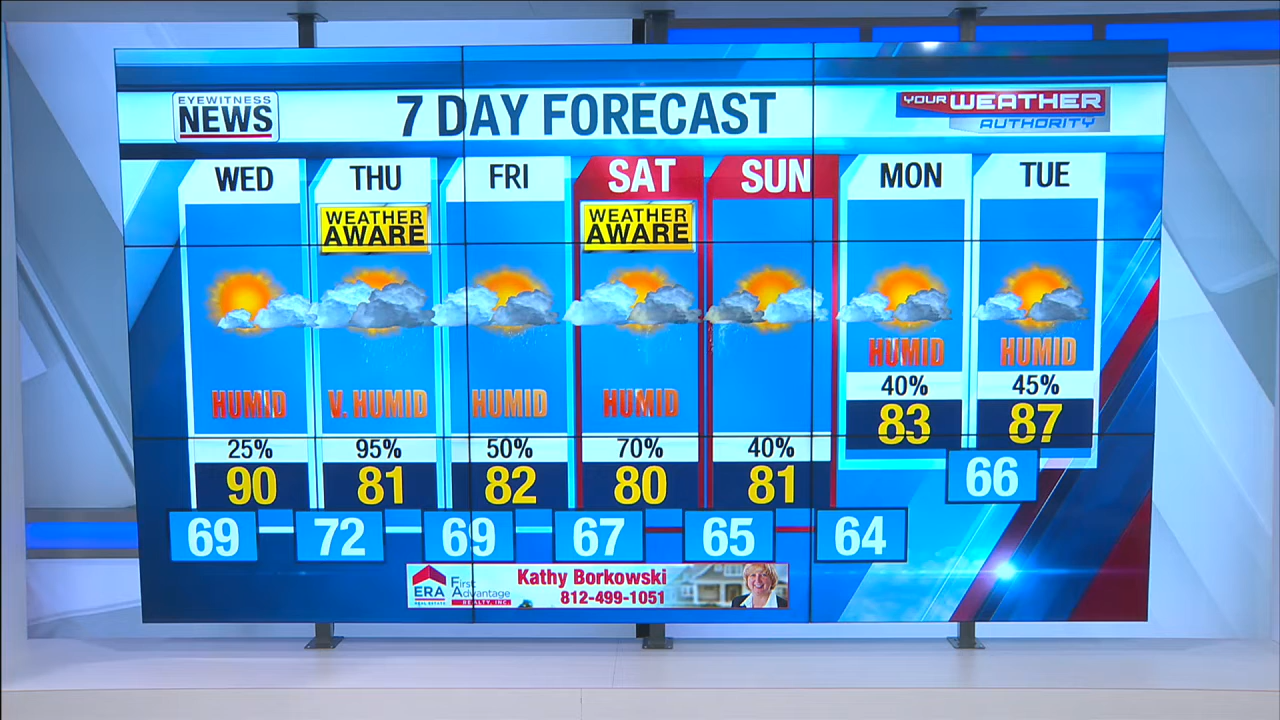 EYEWITNESS
NEWS
7 DAY FORECAST
YOUR WEATHER
AUTHORITY
WED
THU
FRI
SAT
SUN
MON
TUE
WEATHER
AWARE
WEATHER
AWARE
HUMID
V. HUMID
HUMID
HUMID
HUMID
HUMID
25%
95%
50%
70%
40%
40%
45%
90
81
82
80
81
83
87
69
72
69
67
65
64
66
ERA
REAL ESTATE
First
Advantage
REALTY, INC.
Kathy Borkowski
812-499-1051